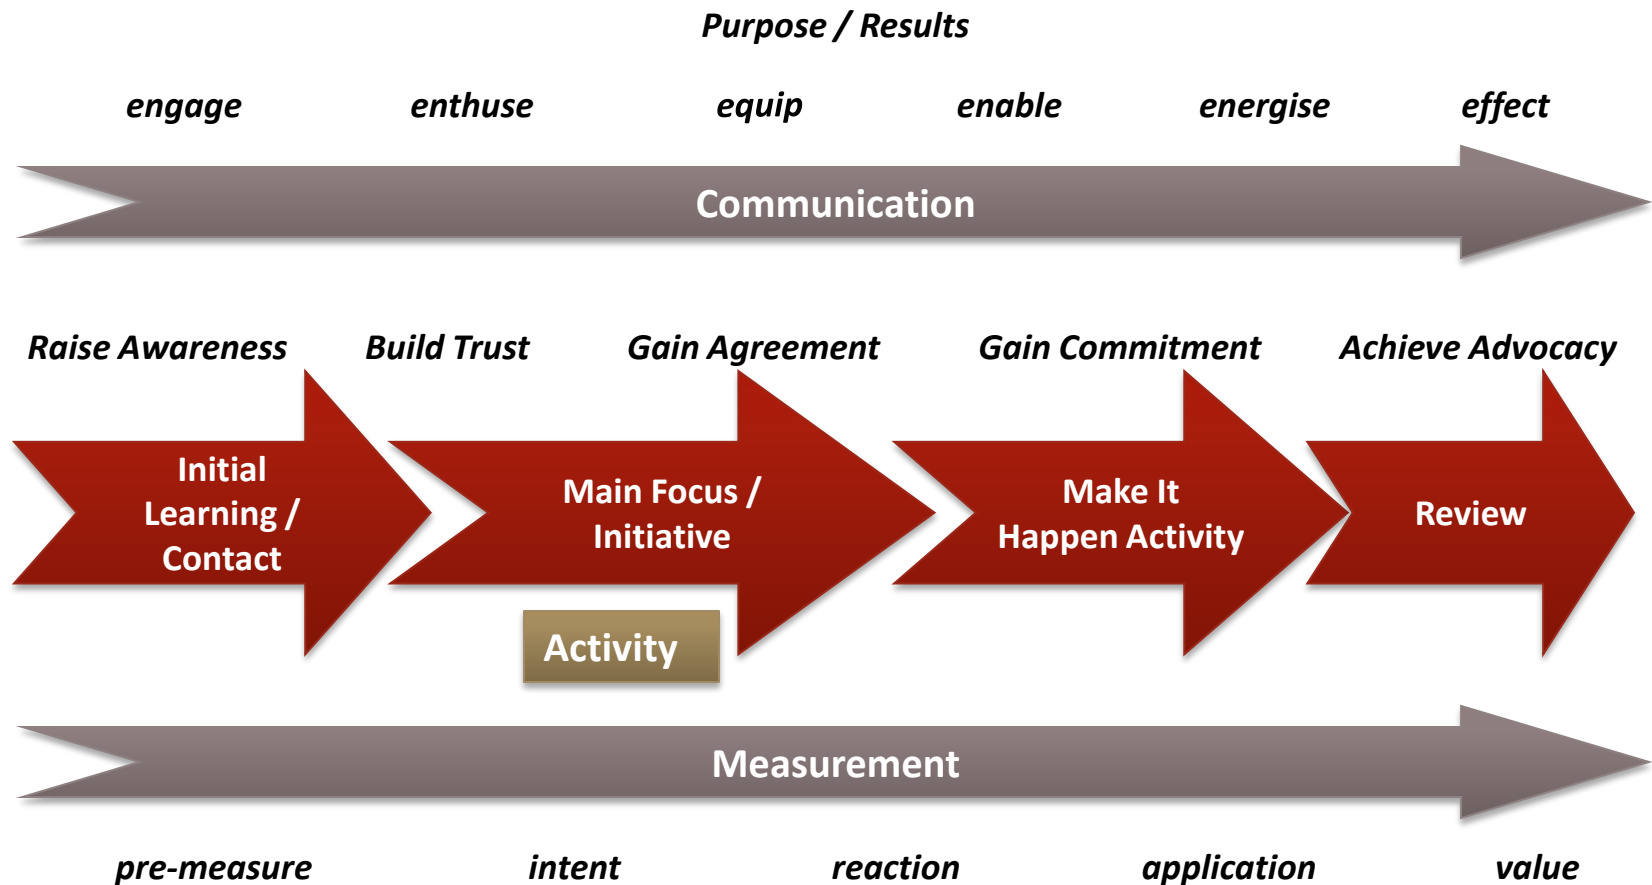 Purpose / Results
engage enthuse equip enable energise effect
Communication
Raise Awareness Build Trust Gain Agreement Gain Commitment Achieve Advocacy
Initial
Learning /
Contact
Main Focus /
Initiative
Make It
Happen Activity
Review
Activity
Measurement
pre-measure intent reaction application value